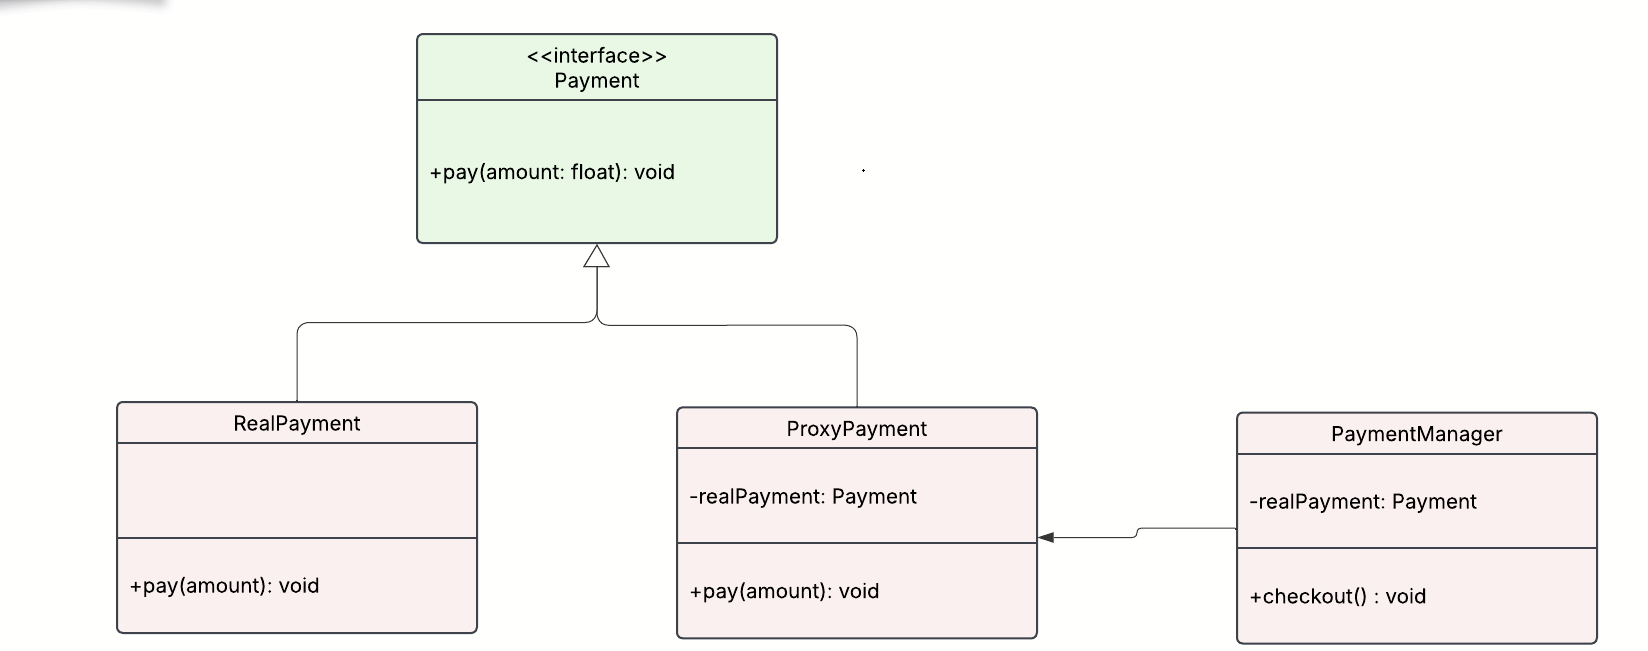 <<interface>>
Payment
+pay(amount: float): void
RealPayment
+pay(amount): void
ProxyPayment
-realPayment: Payment
+pay(amount): void
PaymentManager
-realPayment: Payment
+checkout() : void